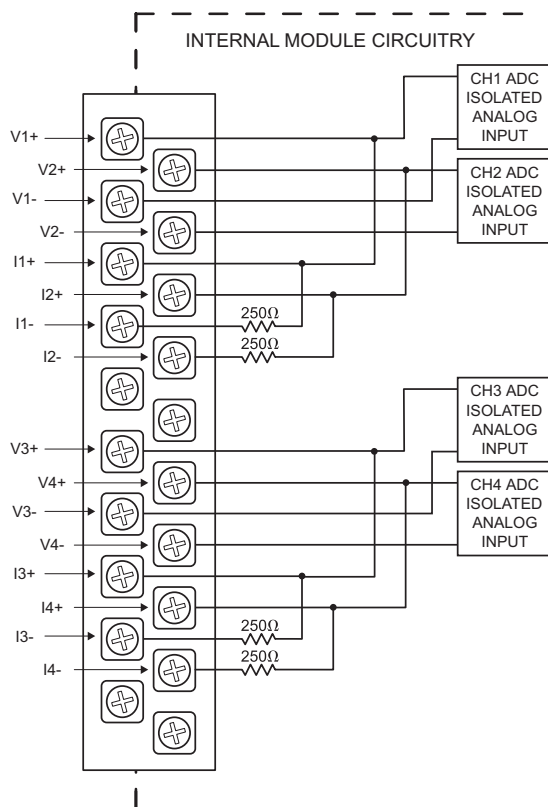 INTERNAL MODULE CIRCUITRY
CH1 ADC
ISOLATED
ANALOG
INPUT
V1+
V2+
CH2 ADC
ISOLATED
ANALOG
INPUT
V1-
V2-
I1+
I2+
I1-
250Ω
I2-
250Ω
CH3 ADC
ISOLATED
ANALOG
INPUT
V3+
V4+
CH4 ADC
ISOLATED
ANALOG
INPUT
V3-
V4-
I3+
I4+
I3-
250Ω
I4-
250Ω